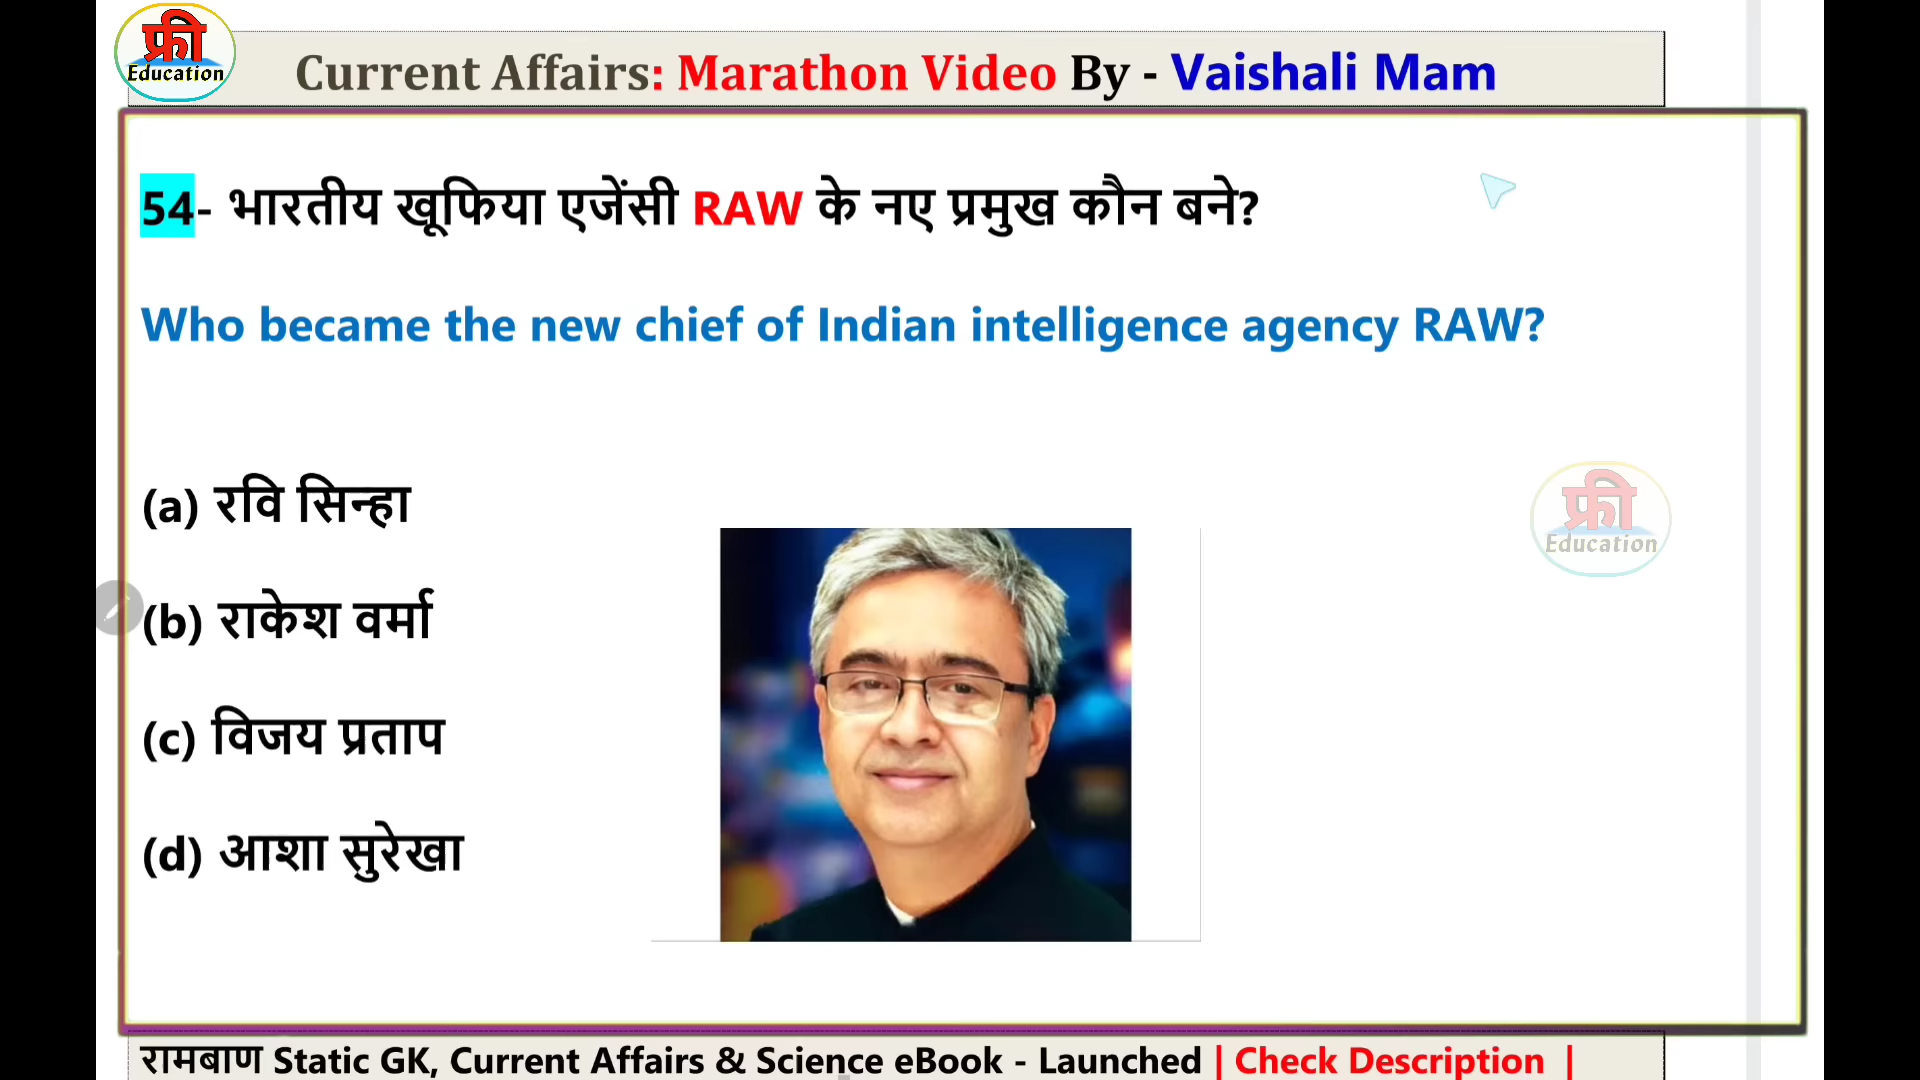 फ्री
Education
Current Affairs: Marathon Video By - Vaishali Mam
54- भारतीय खूफिया एजेंसी RAW के नए प्रमुख कौन बने?
Who became the new chief of Indian intelligence agency RAW?
(a) रवि सिन्हा
फ्री
Education
(b) राकेश वर्मा
(c) विजय प्रताप
(d) आशा सुरेखा
रामबाण Static GK, Current Affairs & Science eBook - Launched | Check Description |